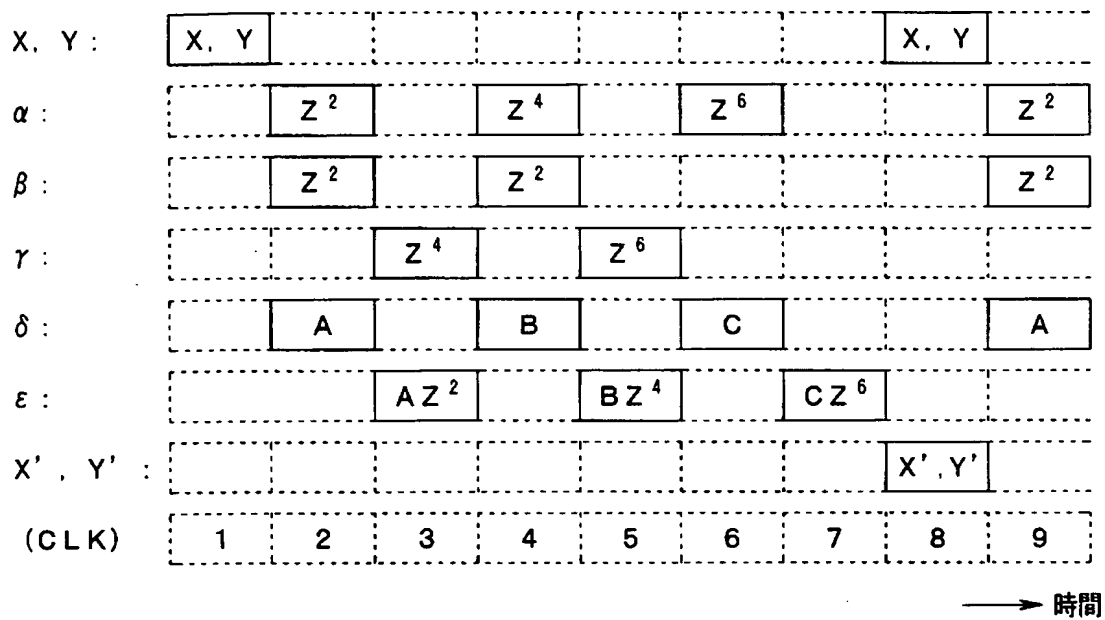 X, Y : X, Y X, Y
α : Z² Z⁴ Z⁶ Z²
β : Z² Z² Z²
γ : Z⁴ Z⁶
δ : A B C A
ε : AZ² BZ⁴ CZ⁶
X', Y' : X', Y'
(CLK) 1 2 3 4 5 6 7 8 9
→ 時間